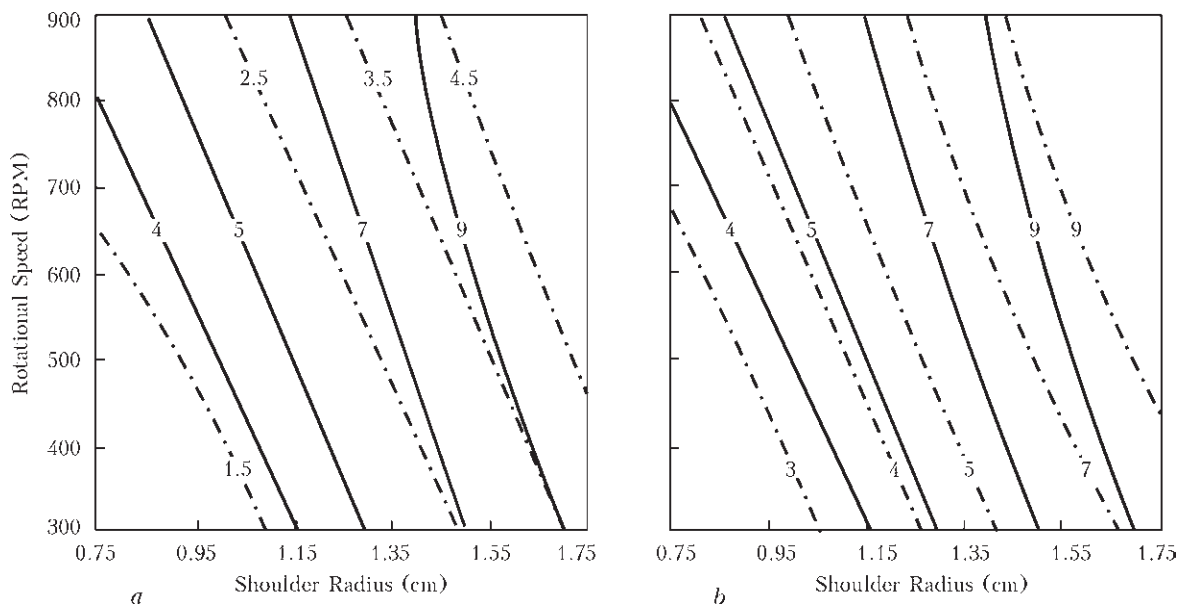 900
800
700
600
500
400
300
Rotational Speed (RPM)
2.5 3.5 4.5
4 5 7 9
1.5
0.75 0.95 1.15 1.35 1.55 1.75
Shoulder Radius (cm)
a
4 5 7 9 9
3 4 5 7
0.75 0.95 1.15 1.35 1.55 1.75
Shoulder Radius (cm)
b